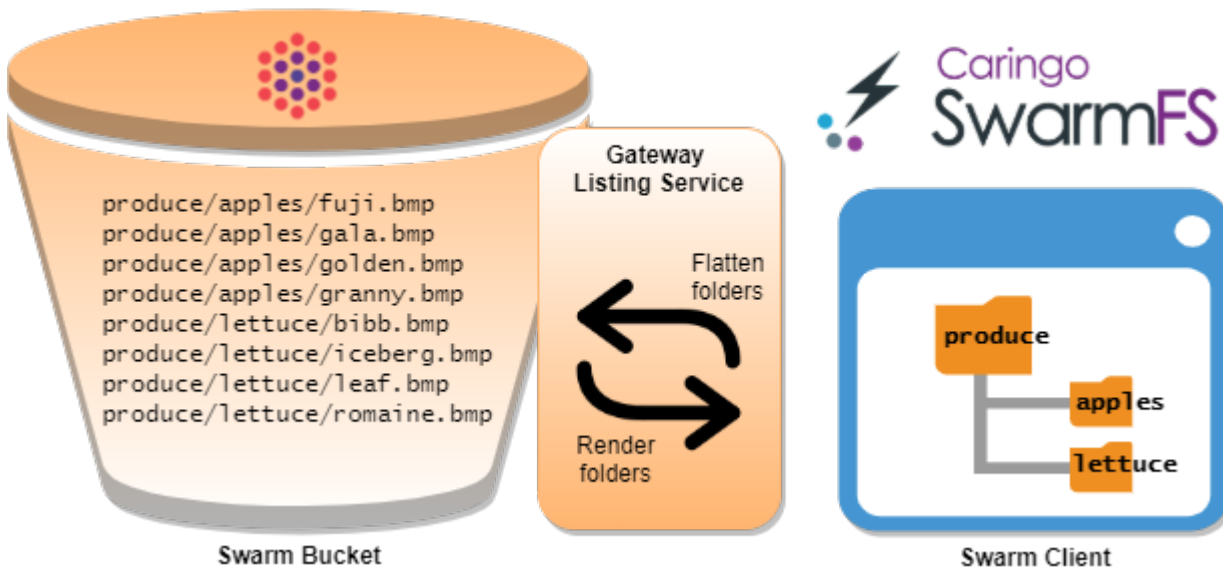 Caringo
SwarmFS
Gateway
Listing Service
produce/apples/fuji.bmp
produce/apples/gala.bmp
produce/apples/golden.bmp
produce/apples/granny.bmp
produce/lettuce/bibb.bmp
produce/lettuce/iceberg.bmp
produce/lettuce/leaf.bmp
produce/lettuce/romaine.bmp
Flatten
folders
Render
folders
produce
apples
lettuce
Swarm Bucket
Swarm Client